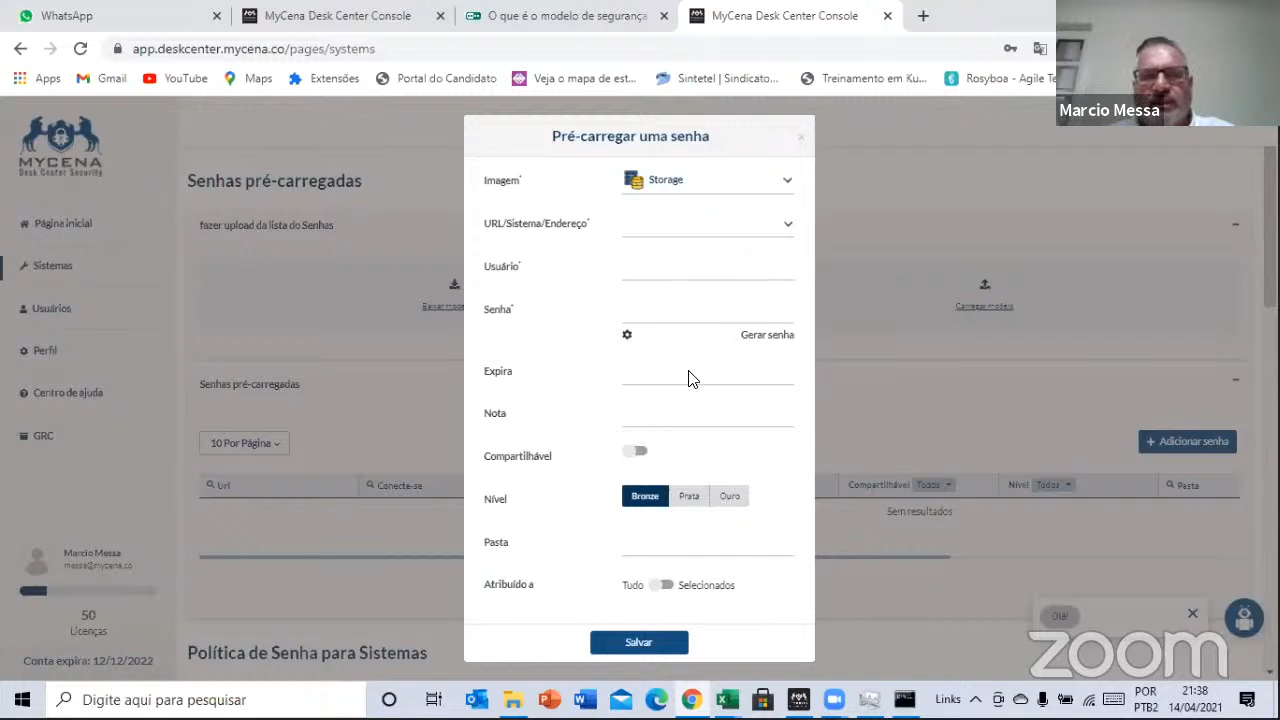 WhatsApp
MyCena Desk Center Console
O que é o modelo de segurança
MyCena Desk Center Console
app.deskcenter.mycena.co/pages/systems
Apps
Gmail
YouTube
Maps
Extensões
Portal do Candidato
Veja o mapa de est...
Sintetel | Sindicato...
Treinamento em Ku...
Rosyboa - Agile Te
Marcio Messa
MYCENA
Desk Center Security
Página inicial
Sistemas
Usuários
Perfil
Centro de ajuda
GRC
Marcio Messa
messa@mycena.co
50
Licenças
Conta expira: 12/12/2022
Senhas pré-carregadas
fazer upload da lista do Senhas
Baixar mode
Carregar modelo
Senhas pré-carregadas
10 Por Página
+ Adicionar senha
Url
Conecte-se
Compartilhável
Todos
Nível
Todos
Pasta
Sem resultados
Política de Senha para Sistemas
Pré-carregar uma senha
Imagem*
Storage
URL/Sistema/Endereço*
Usuário*
Senha*
Gerar senha
Expira
Nota
Compartilhável
Nível
Bronze
Prata
Ouro
Pasta
Atribuído a
Tudo
Selecionados
Salvar
Olá!
zoom
Digite aqui para pesquisar
Links
POR
PTB2
21:38
14/04/2021